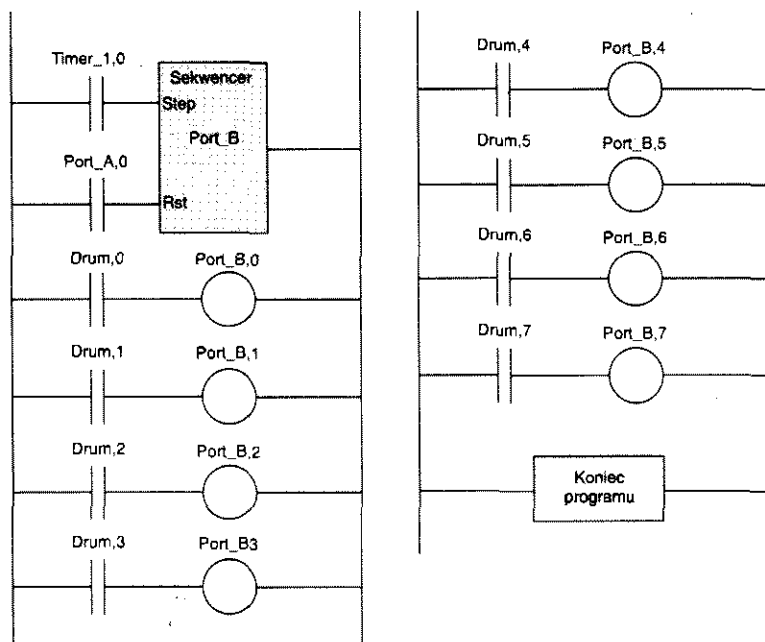 Timer_1,0
Sekwencer
Step
Port_B
Port_A,0
Rst
Drum,0
Port_B,0
Drum,1
Port_B,1
Drum,2
Port_B,2
Drum,3
Port_B3
Drum,4
Port_B,4
Drum,5
Port_B,5
Drum,6
Port_B,6
Drum,7
Port_B,7
Koniec
programu